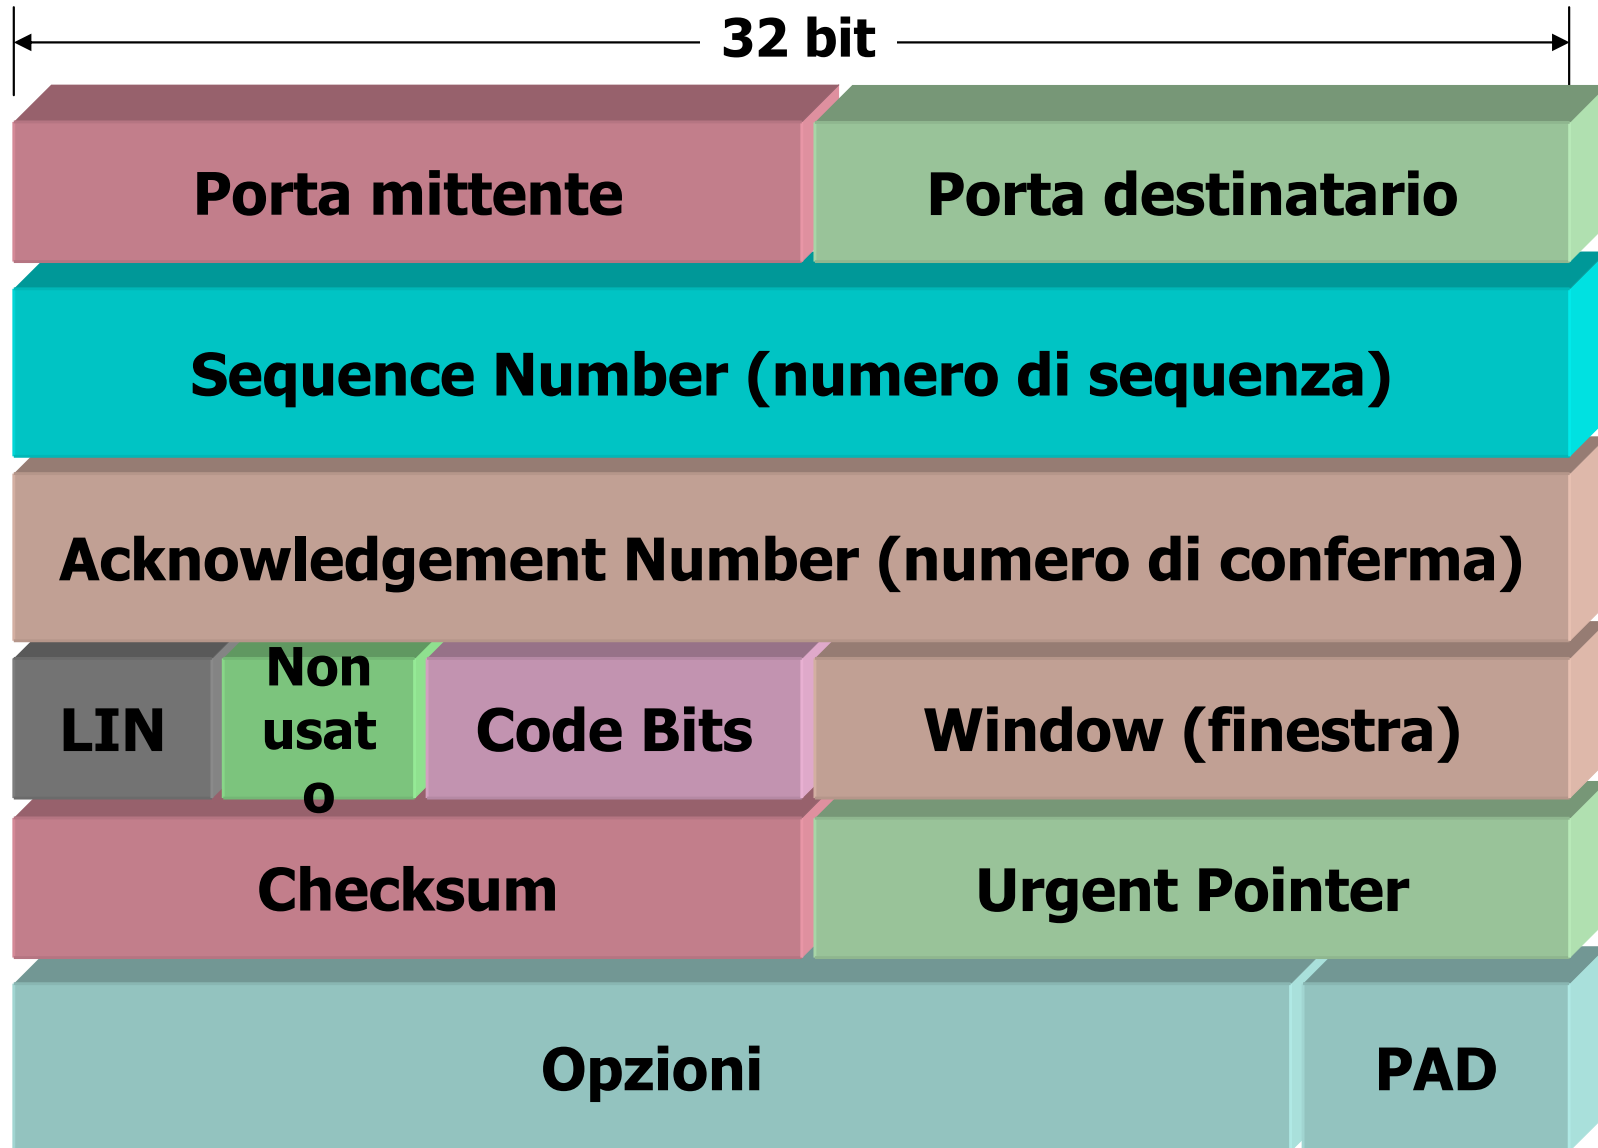 32 bit
Porta mittente
Porta destinatario
Sequence Number (numero di sequenza)
Acknowledgement Number (numero di conferma)
LIN
Non
usat
o
Code Bits
Window (finestra)
Checksum
Urgent Pointer
Opzioni
PAD